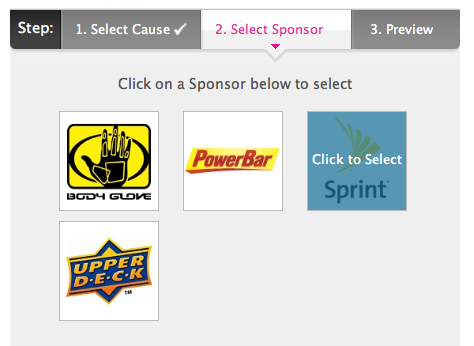 Step:
1. Select Cause
2. Select Sponsor
3. Preview
Click on a Sponsor below to select
BODY GLOVE
PowerBar
Click to Select
Sprint
UPPER
D·E·C·K
TM